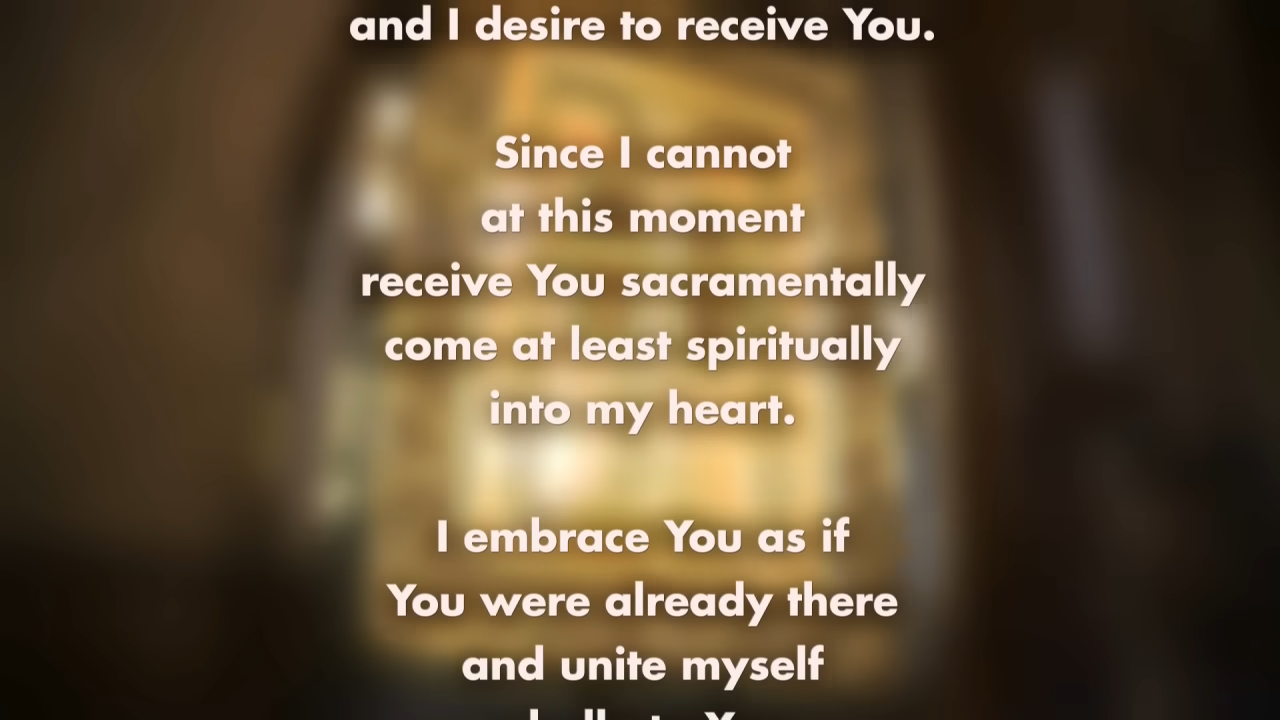 and I desire to receive You.
Since I cannot
at this moment
receive You sacramentally
come at least spiritually
into my heart.
I embrace You as if
You were already there
and unite myself